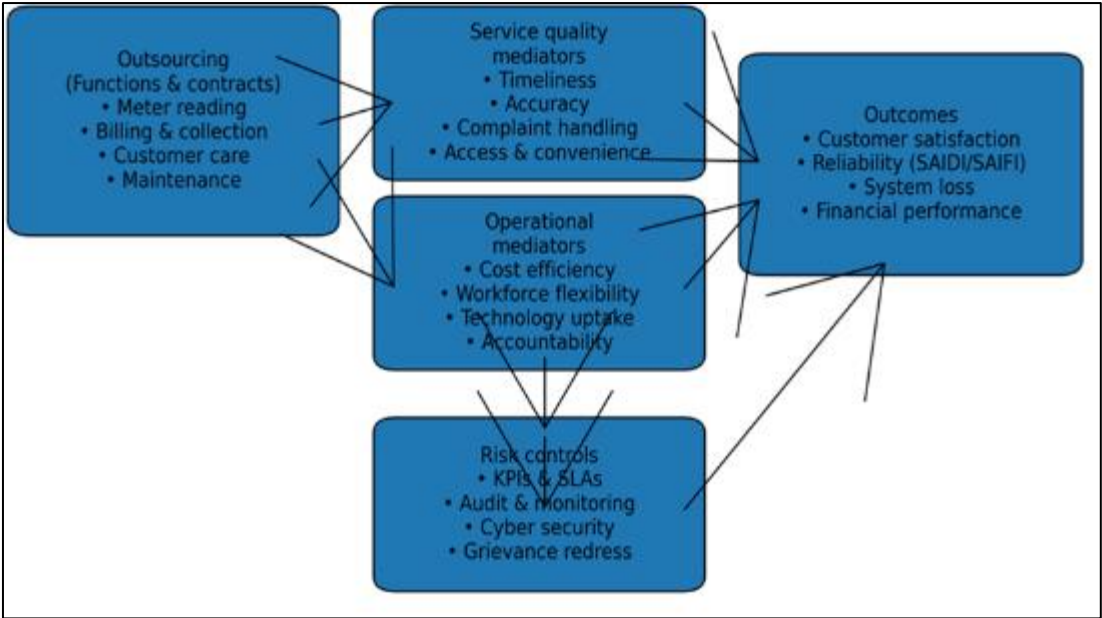 Outsourcing
(Functions & contracts)
• Meter reading
• Billing & collection
• Customer care
• Maintenance
Service quality
mediators
• Timeliness
• Accuracy
• Complaint handling
• Access & convenience
Operational
mediators
• Cost efficiency
• Workforce flexibility
• Technology uptake
• Accountability
Risk controls
• KPIs & SLAs
• Audit & monitoring
• Cyber security
• Grievance redress
Outcomes
• Customer satisfaction
• Reliability (SAIDI/SAIFI)
• System loss
• Financial performance